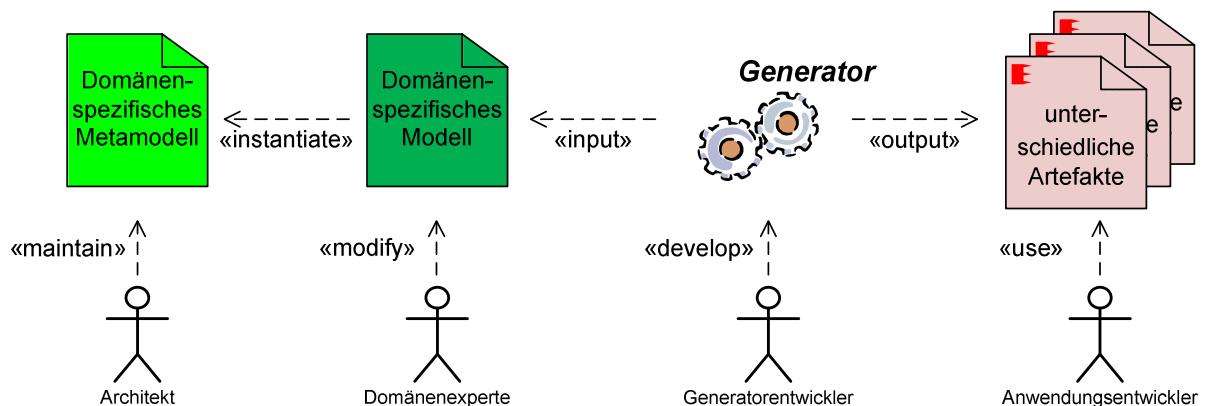 Domänen-
spezifisches
Metamodell
«instantiate»
Domänen-
spezifisches
Modell
«input»
Generator
«output»
unter-
schiedliche
Artefakte
e
e
«maintain»
«modify»
«develop»
«use»
Architekt
Domänenexperte
Generatorentwickler
Anwendungsentwickler